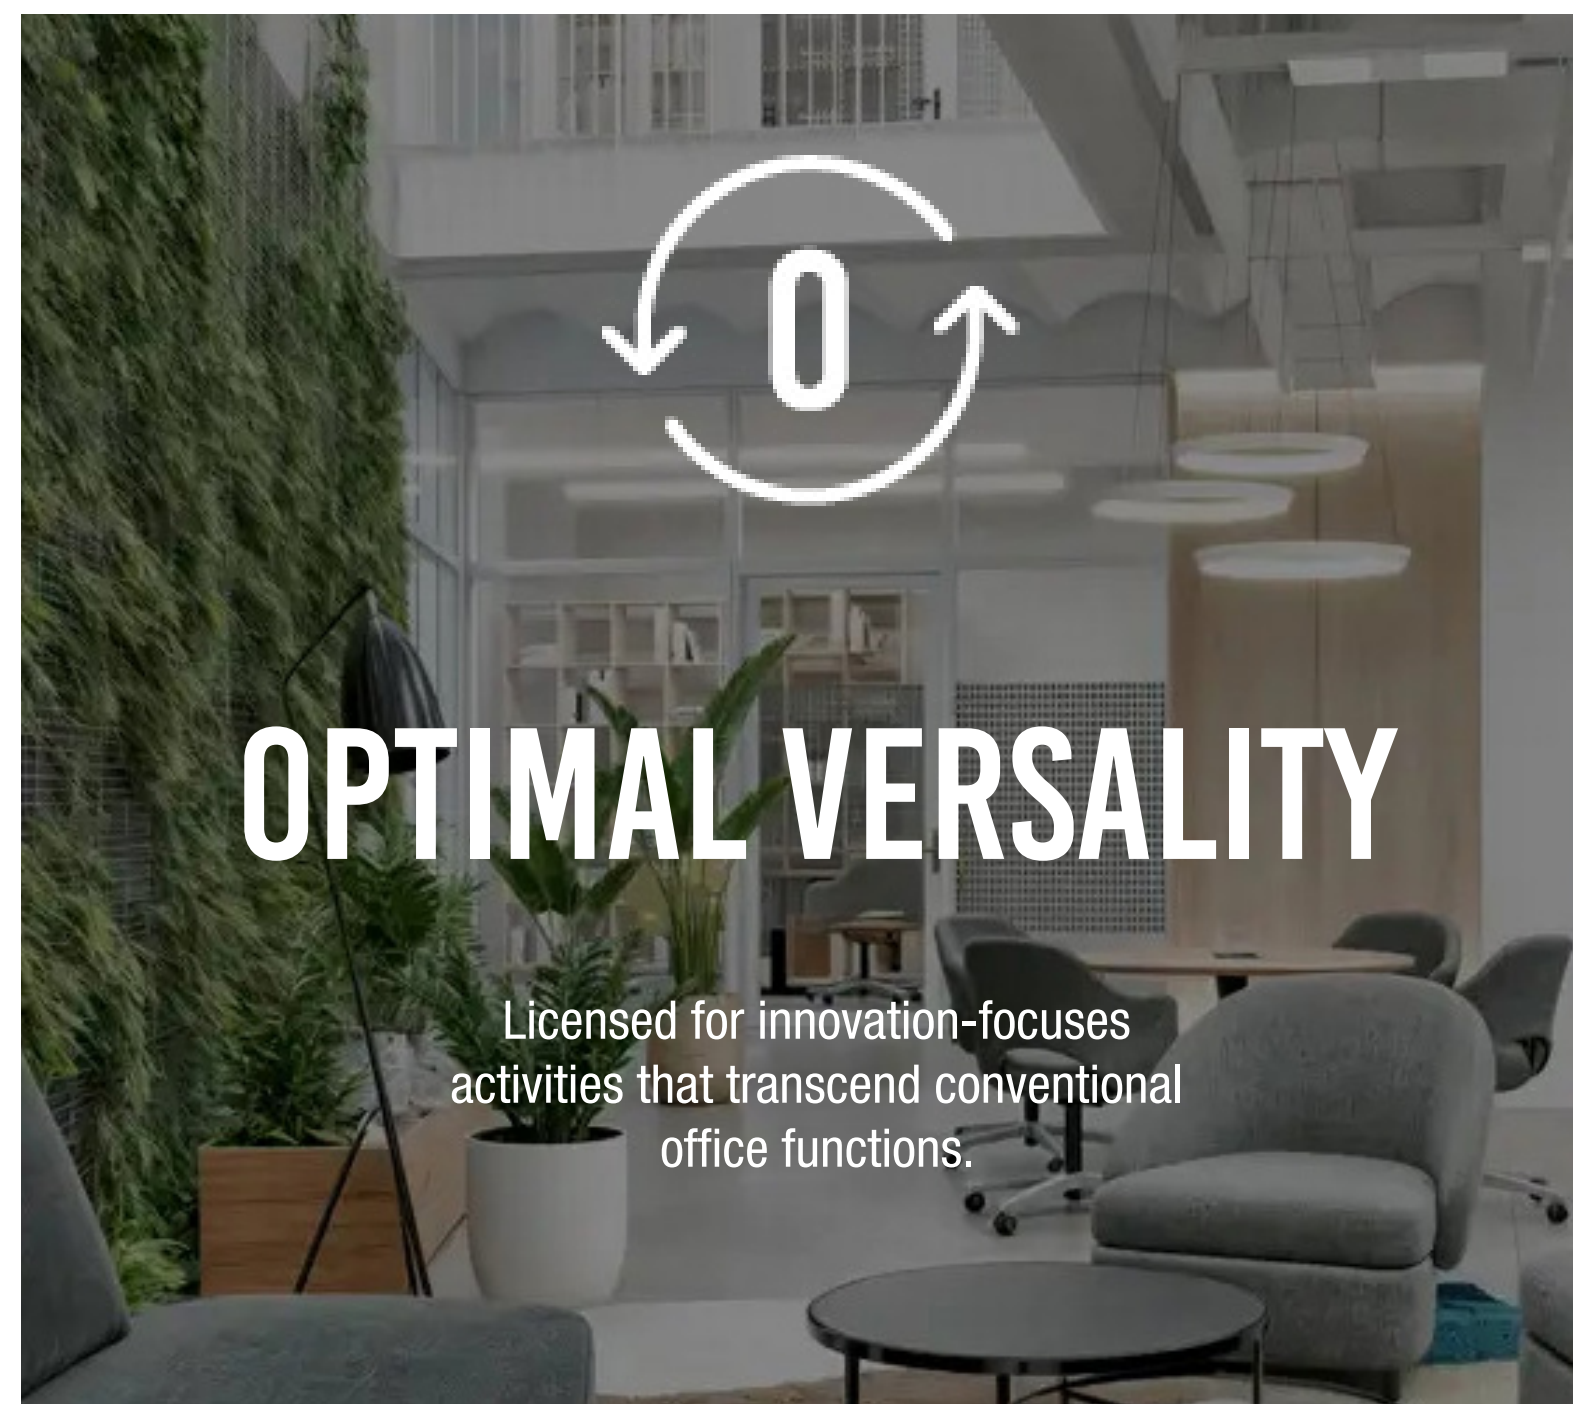 0
OPTIMAL VERSALITY
Licensed for innovation-focuses
activities that transcend conventional
office functions.